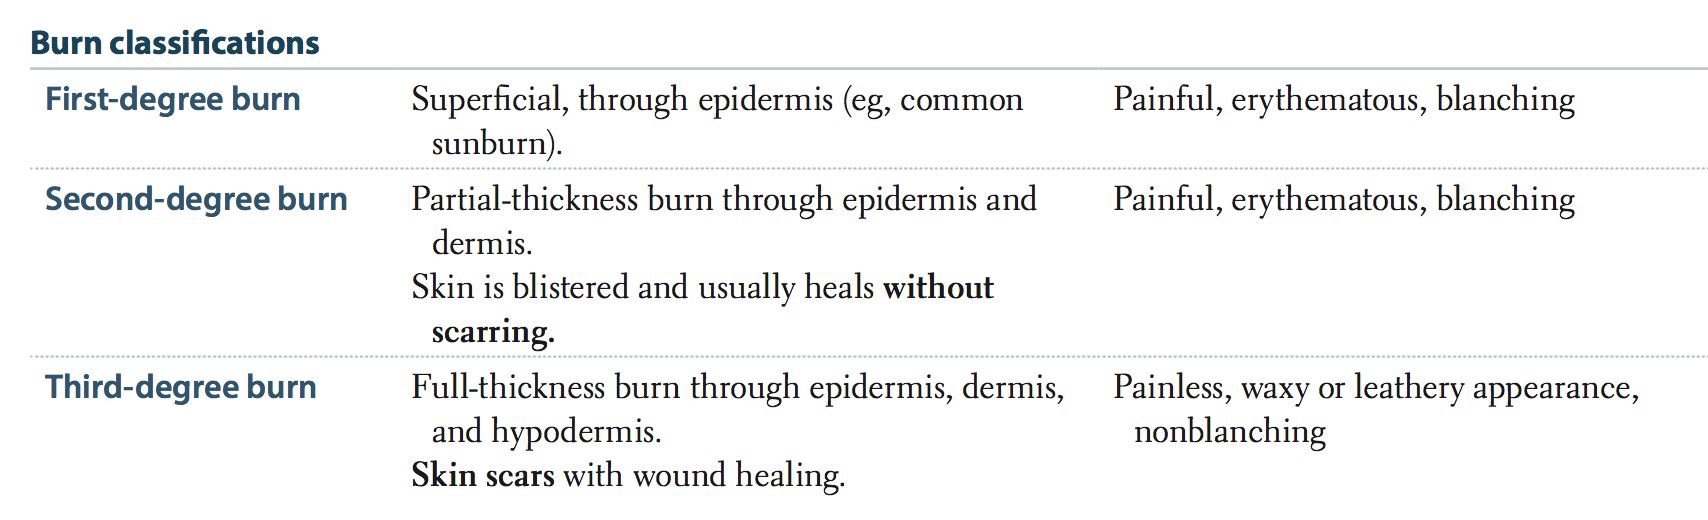 Burn classifications
First-degree burn
Superficial, through epidermis (eg, common
sunburn).
Painful, erythematous, blanching
Second-degree burn
Partial-thickness burn through epidermis and
dermis.
Skin is blistered and usually heals without
scarring.
Painful, erythematous, blanching
Third-degree burn
Full-thickness burn through epidermis, dermis,
and hypodermis.
Skin scars with wound healing.
Painless, waxy or leathery appearance,
nonblanching